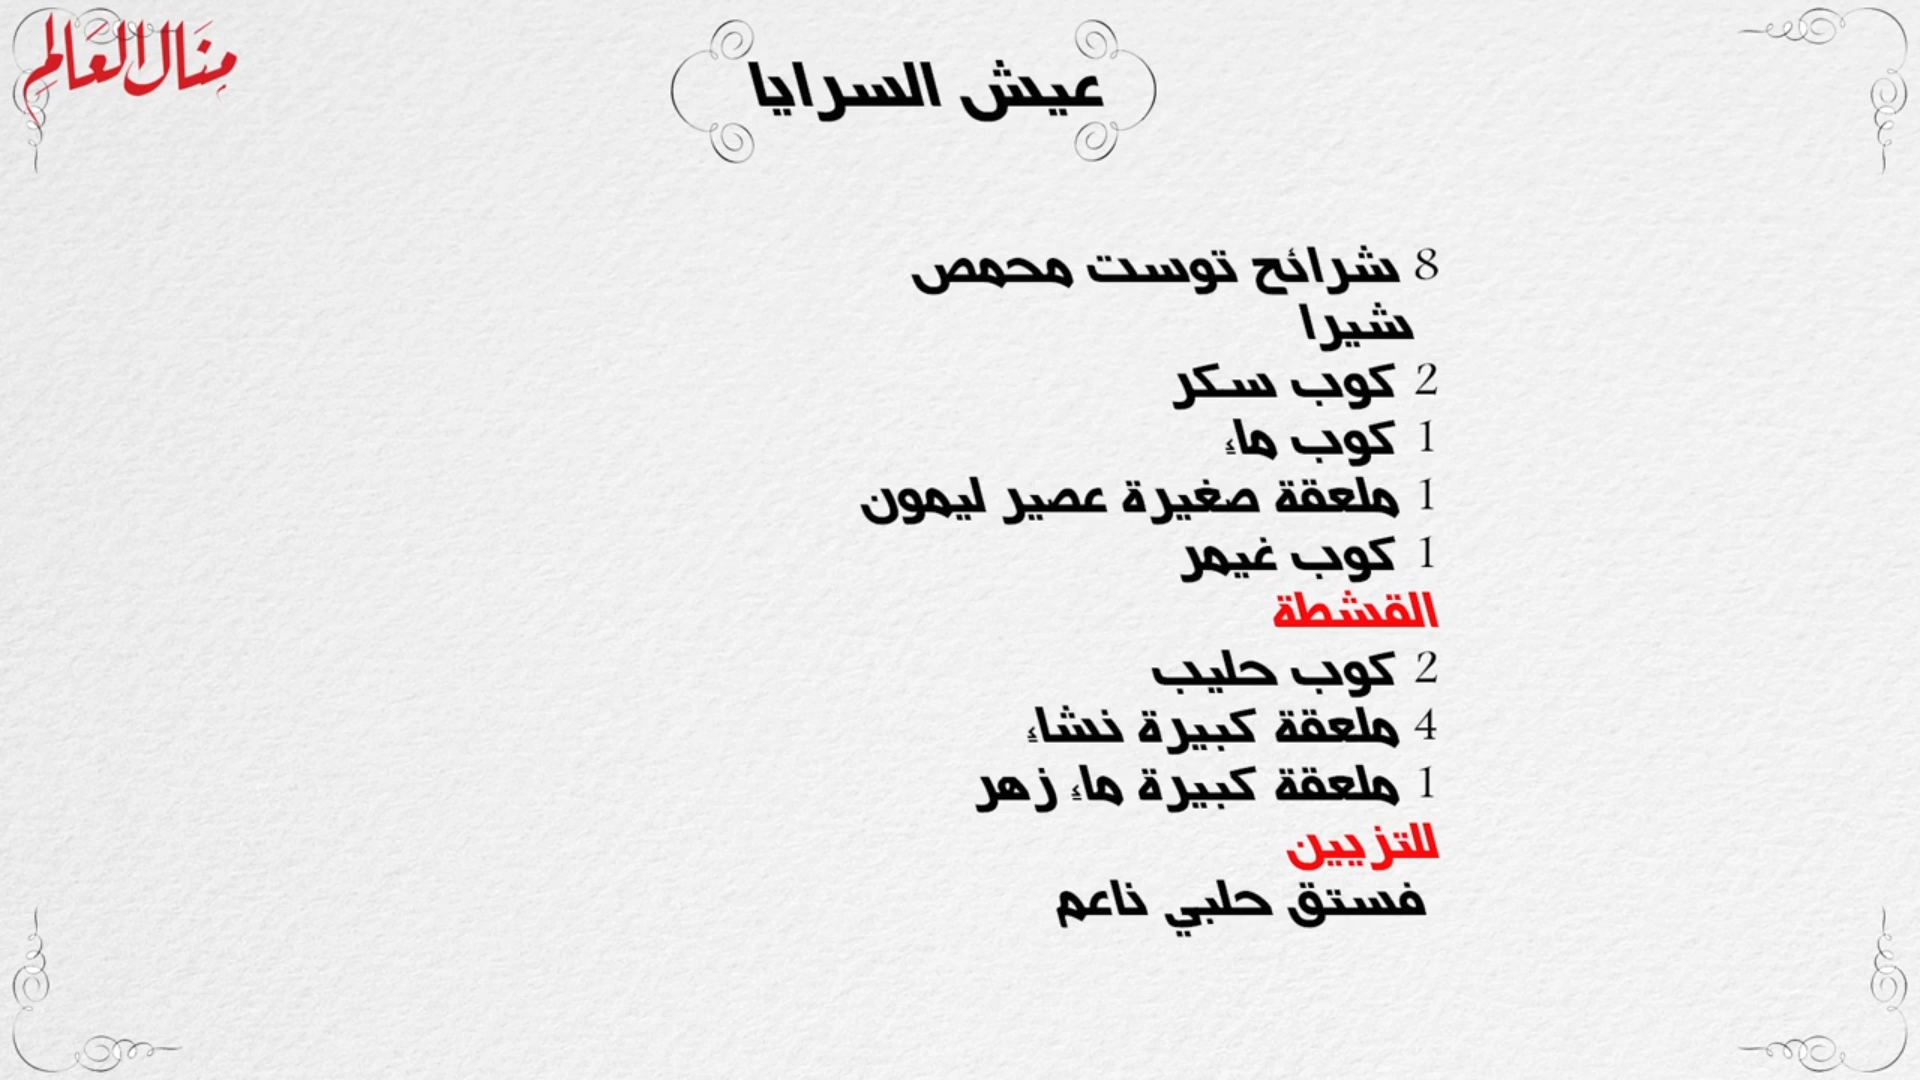 منال العالم
عيش السرايا
8 شرائح توست محمص
شيرا
2 كوب سكر
1 كوب ماء
1 ملعقة صغيرة عصير ليمون
1 كوب غيمر
القشطة
2 كوب حليب
4 ملعقة كبيرة نشاء
1 ملعقة كبيرة ماء زهر
للتزيين
فستق حلبي ناعم